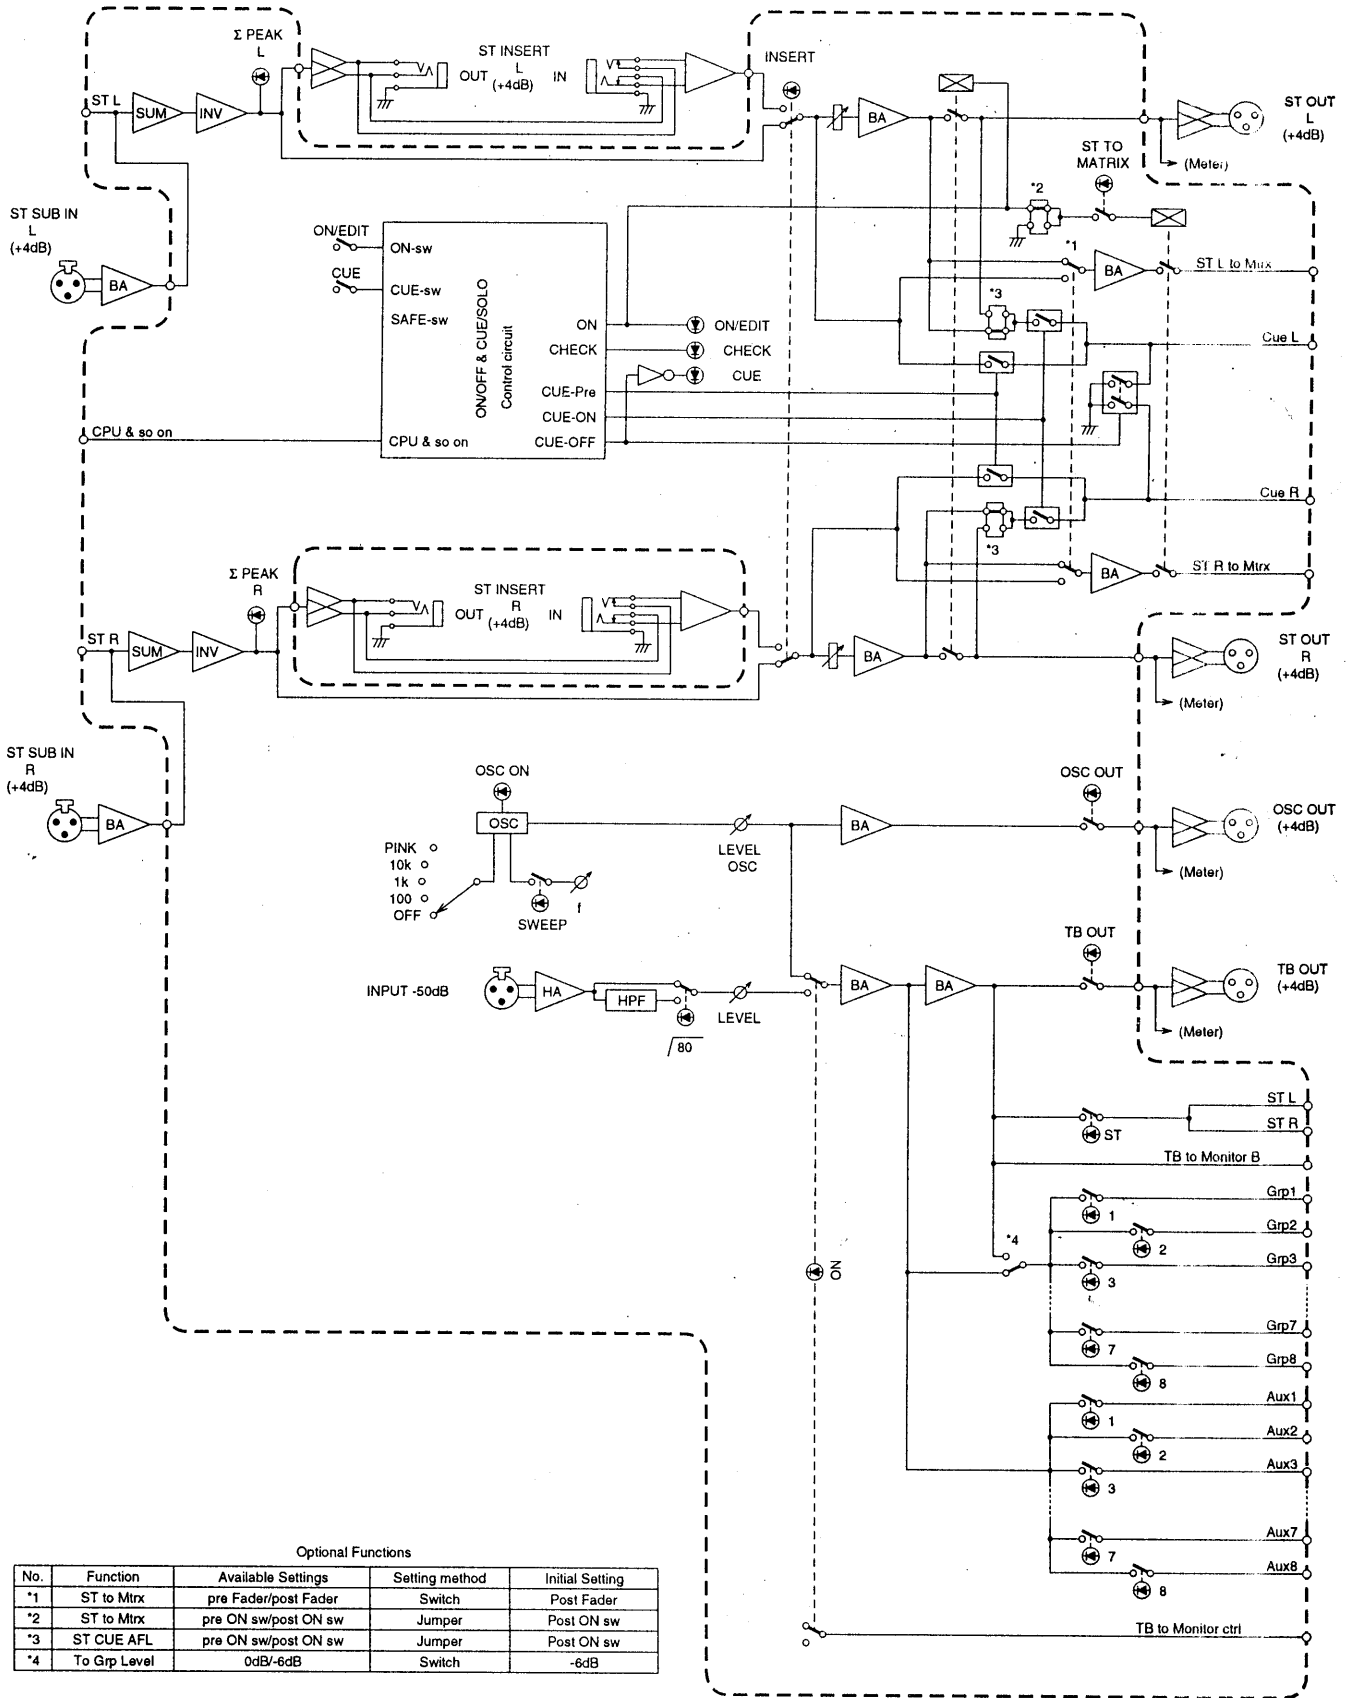 Σ PEAK
L
ST INSERT
L
(+4dB)
OUT
IN
INSERT
ST L
SUM
INV
BA
ST OUT
L
(+4dB)
(Meter)
ST TO
MATRIX
*2
ST SUB IN
L
(+4dB)
BA
ON/EDIT
ON-sw
CUE
CUE-sw
SAFE-sw
ON/OFF & CUE/SOLO
Control circuit
ON
CHECK
CUE-Pre
CUE-ON
CUE-OFF
ON/EDIT
CHECK
CUE
*1
BA
ST L to Mtrx
*3
Cue L
CPU & so on
CPU & so on
Cue R
*3
BA
ST R to Mtrx
Σ PEAK
R
ST INSERT
R
(+4dB)
OUT
IN
ST R
SUM
INV
BA
ST OUT
R
(+4dB)
(Meter)
ST SUB IN
R
(+4dB)
BA
OSC ON
OSC
PINK
10k
1k
100
OFF
SWEEP
f
LEVEL
OSC
BA
OSC OUT
OSC OUT
(+4dB)
(Meter)
INPUT -50dB
HA
HPF
80
LEVEL
BA
BA
TB OUT
TB OUT
(+4dB)
(Meter)
ST
ST L
ST R
TB to Monitor B
*4
ON
1
Grp1
2
Grp2
3
Grp3
7
Grp7
8
Grp8
1
Aux1
2
Aux2
3
Aux3
7
Aux7
8
Aux8
TB to Monitor ctrl
Optional Functions
No. Function Available Settings Setting method Initial Setting
*1 ST to Mtrx pre Fader/post Fader Switch Post Fader
*2 ST to Mtrx pre ON sw/post ON sw Jumper Post ON sw
*3 ST CUE AFL pre ON sw/post ON sw Jumper Post ON sw
*4 To Grp Level 0dB/-6dB Switch -6dB